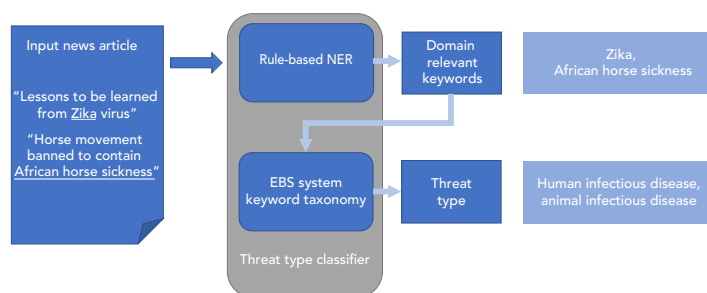 Input news article
“Lessons to be learned
from Zika virus”
“Horse movement
banned to contain
African horse sickness”
Rule-based NER
Domain
relevant
keywords
Zika,
African horse sickness
EBS system
keyword taxonomy
Threat
type
Human infectious disease,
animal infectious disease
Threat type classifier